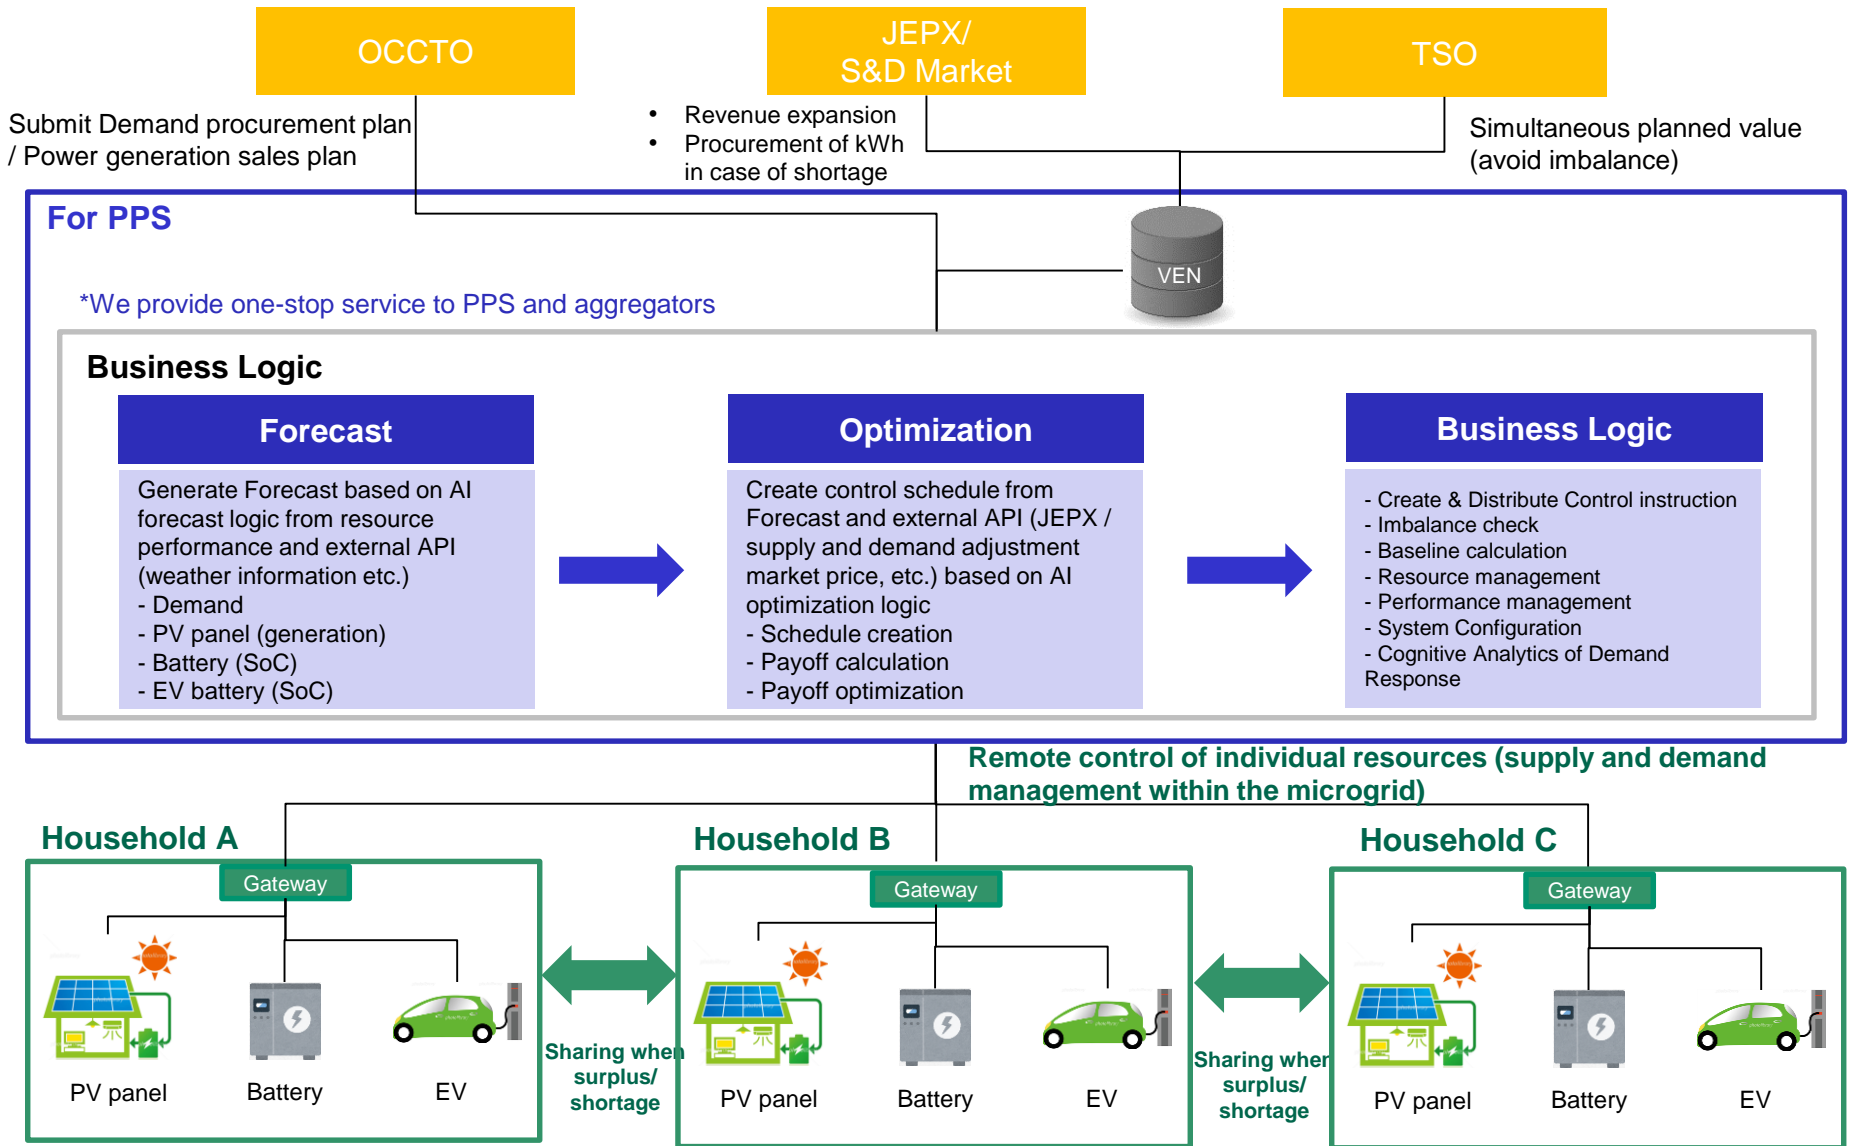 OCCTO
JEPX/
S&D Market
TSO
Submit Demand procurement plan
/ Power generation sales plan
• Revenue expansion
• Procurement of kWh
in case of shortage
Simultaneous planned value
(avoid imbalance)
For PPS
VEN
*We provide one-stop service to PPS and aggregators
Business Logic
Forecast
Generate Forecast based on AI
forecast logic from resource
performance and external API
(weather information etc.)
- Demand
- PV panel (generation)
- Battery (SoC)
- EV battery (SoC)
Optimization
Create control schedule from
Forecast and external API (JEPX /
supply and demand adjustment
market price, etc.) based on AI
optimization logic
- Schedule creation
- Payoff calculation
- Payoff optimization
Business Logic
- Create & Distribute Control instruction
- Imbalance check
- Baseline calculation
- Resource management
- Performance management
- System Configuration
- Cognitive Analytics of Demand
Response
Remote control of individual resources (supply and demand
management within the microgrid)
Household A
Gateway
PV panel
Battery
EV
Sharing when
surplus/
shortage
Household B
Gateway
PV panel
Battery
EV
Sharing when
surplus/
shortage
Household C
Gateway
PV panel
Battery
EV